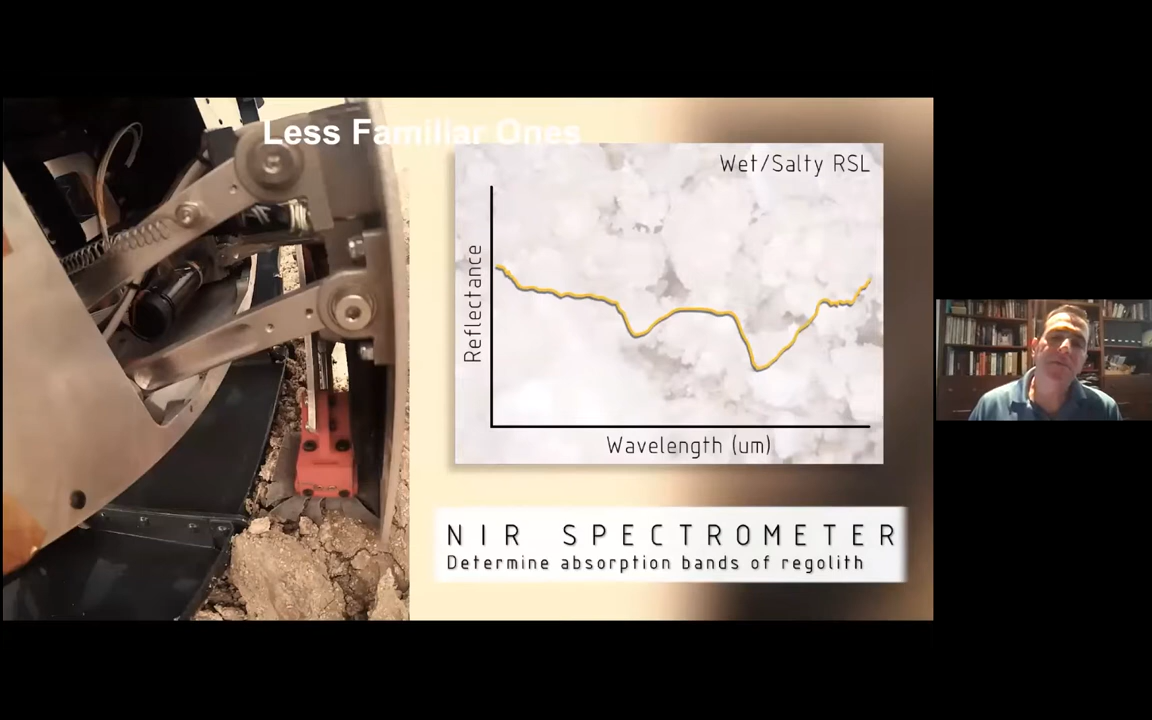 Less Familiar Ones
Wet/Salty RSL
Reflectance
Wavelength (um)
NIR SPECTROMETER
Determine absorption bands of regolith